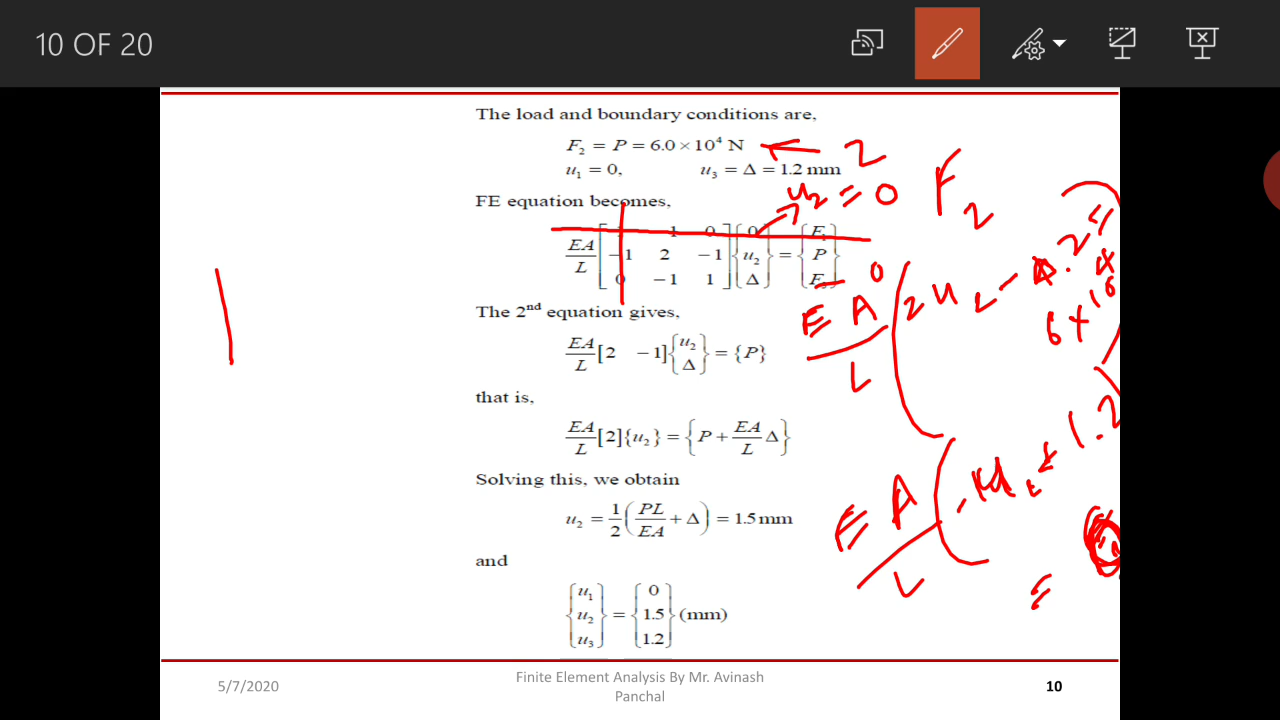 10 OF 20
The load and boundary conditions are,
F₂ = P = 6.0 × 10⁴ N
2
u₁ = 0, u₃ = Δ = 1.2 mm
u₂ = 0
F₂
FE equation becomes,
EA/L [ 1 0 ] { 0 } = { F₁ }
[ −1 2 −1 ] { u₂ } = { P }
[ 0 −1 1 ] { Δ } { F }
0
The 2nd equation gives,
EA/L [2 −1] {u₂ Δ} = {P}
EA/L ( 2u₂ −
that is,
EA/L [2]{u₂} = {P + EA/L Δ}
1.2
Solving this, we obtain
u₂ = 1/2 (PL/EA + Δ) = 1.5 mm
EA/L (
=
and
{u₁ u₂ u₃} = {0 1.5 1.2} (mm)
5/7/2020
Finite Element Analysis By Mr. Avinash
Panchal
10